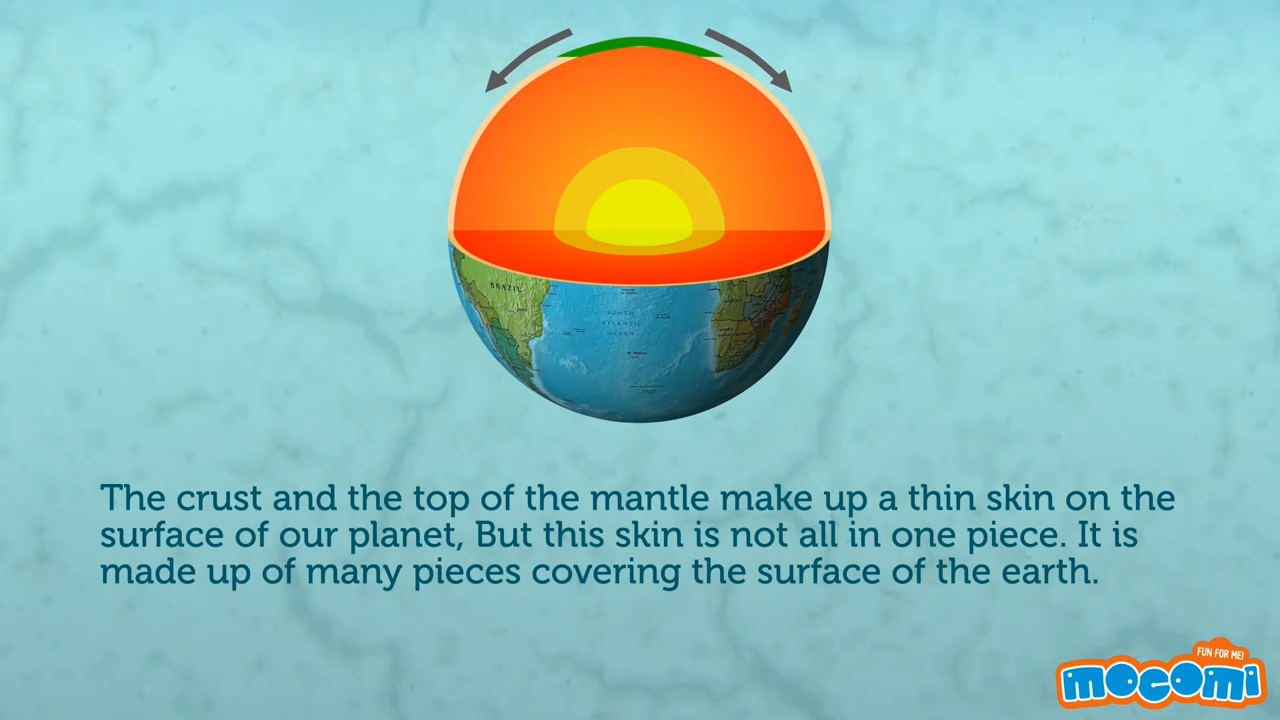 BRAZIL
SOUTH
ATLANTIC
OCEAN
The crust and the top of the mantle make up a thin skin on the
surface of our planet, But this skin is not all in one piece. It is
made up of many pieces covering the surface of the earth.
FUN FOR ME!
mocomi